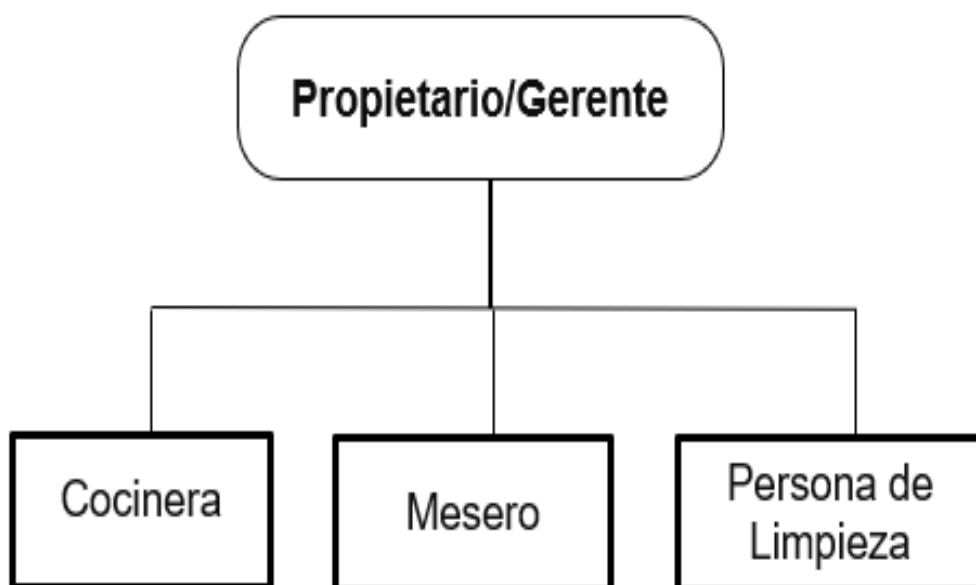 Propietario/Gerente
Cocinera
Mesero
Persona de
Limpieza